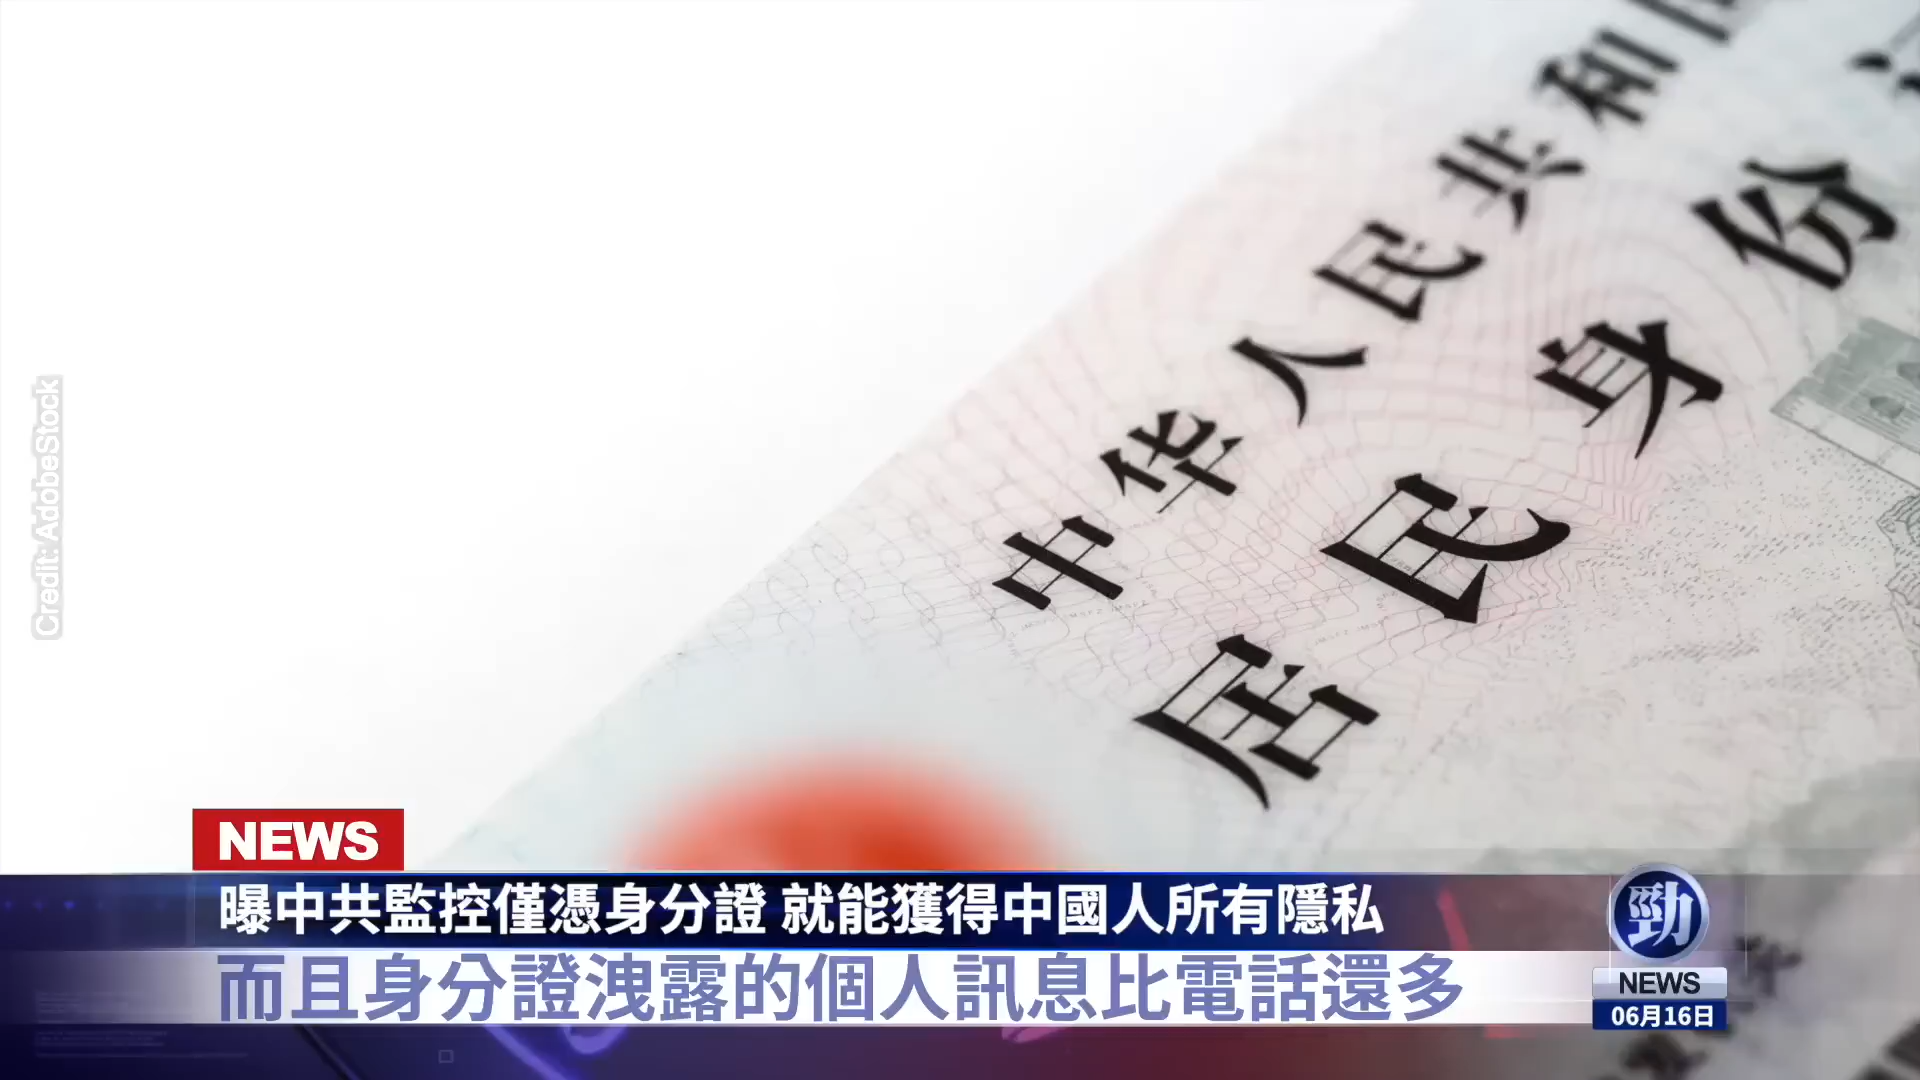 中华人民共和国
居民身份
Credit: AdobeStock
NEWS
曝中共監控僅憑身分證 就能獲得中國人所有隱私
而且身分證洩露的個人訊息比電話還多
勁
NEWS
06月16日